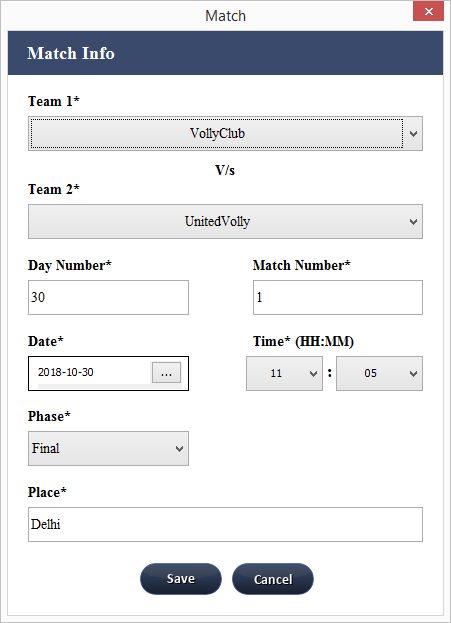 Match
Match Info
Team 1*
VollyClub
V/s
Team 2*
UnitedVolly
Day Number* Match Number*
30 1
Date* Time* (HH:MM)
2018-10-30 ... 11 : 05
Phase*
Final
Place*
Delhi
Save Cancel